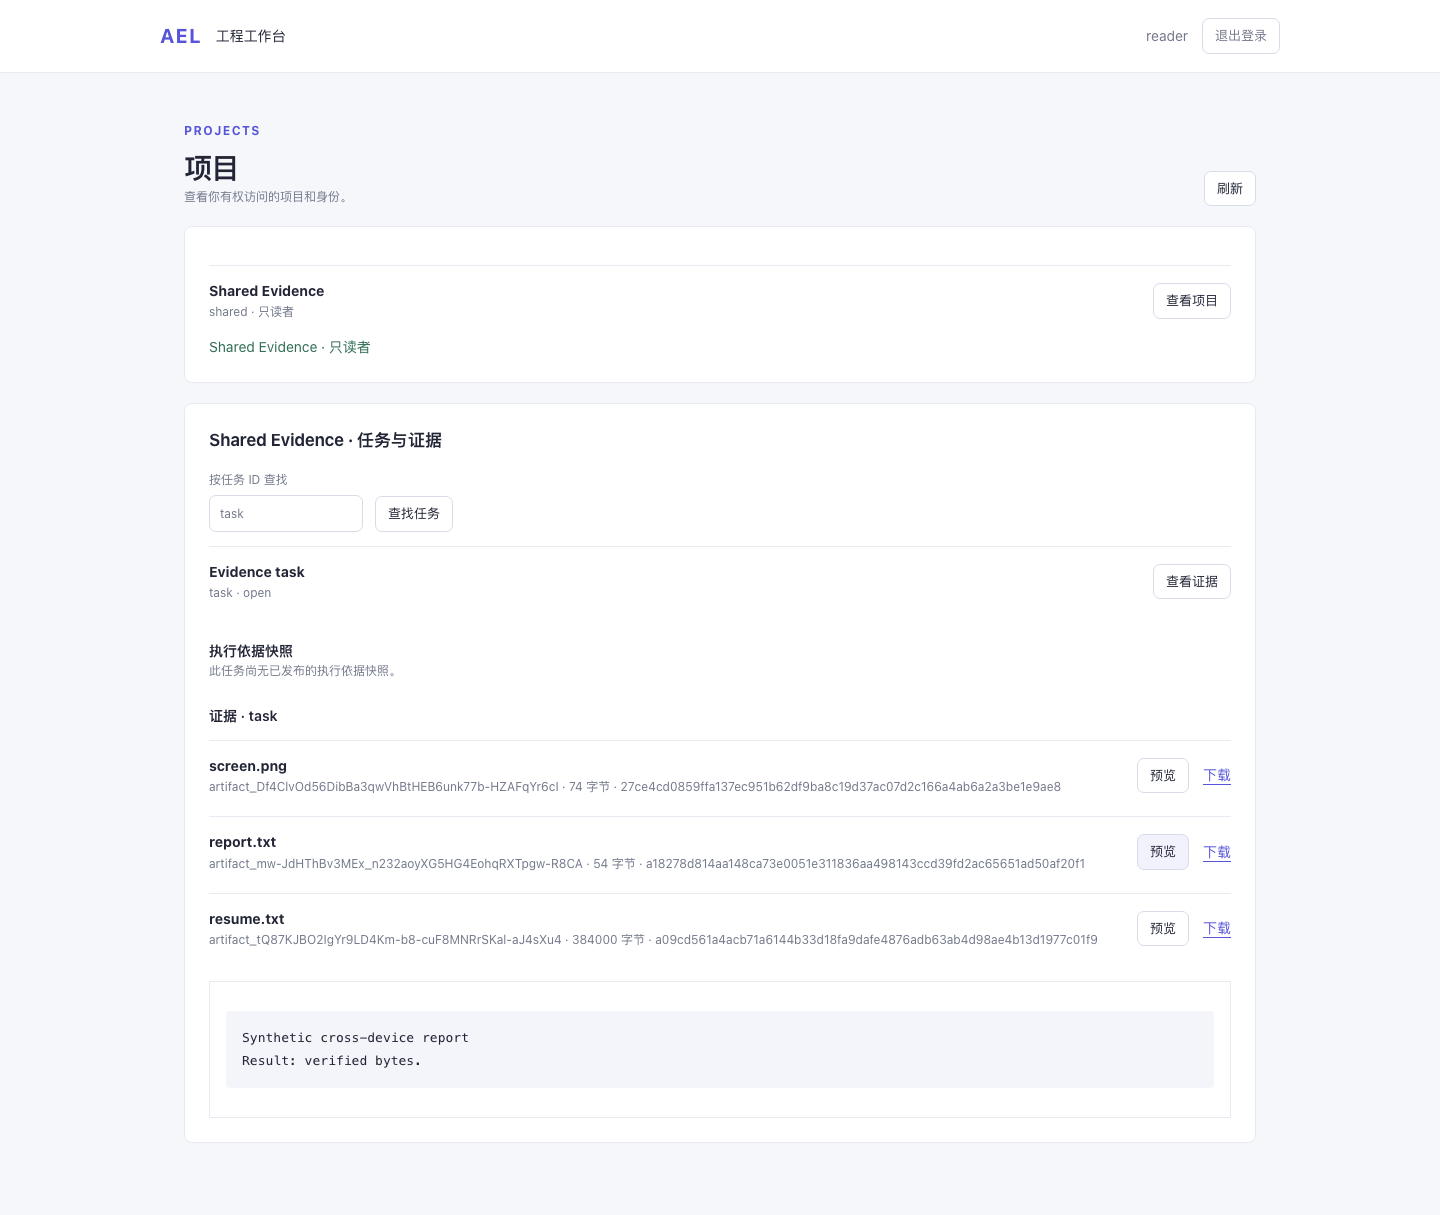 AEL 工程工作台 reader 退出登录
PROJECTS
项目
查看你有权访问的项目和身份。
刷新
Shared Evidence
shared · 只读者
查看项目
Shared Evidence · 只读者
Shared Evidence · 任务与证据
按任务 ID 查找
task 查找任务
Evidence task
task · open
查看证据
执行依据快照
此任务尚无已发布的执行依据快照。
证据 · task
screen.png
artifact_Df4ClvOd56DibBa3qwVhBtHEB6unk77b-HZAFqYr6cI · 74 字节 · 27ce4cd0859ffa137ec951b62df9ba8c19d37ac07d2c166a4ab6a2a3be1e9ae8
预览 下载
report.txt
artifact_mw-JdHThBv3MEx_n232aoyXG5HG4EohqRXTpgw-R8CA · 54 字节 · a18278d814aa148ca73e0051e311836aa498143ccd39fd2ac65651ad50af20f1
预览 下载
resume.txt
artifact_tQ87KJBO2IgYr9LD4Km-b8-cuF8MNRrSKal-aJ4sXu4 · 384000 字节 · a09cd561a4acb71a6144b33d18fa9dafe4876adb63ab4d98ae4b13d1977c01f9
预览 下载
Synthetic cross-device report
Result: verified bytes.